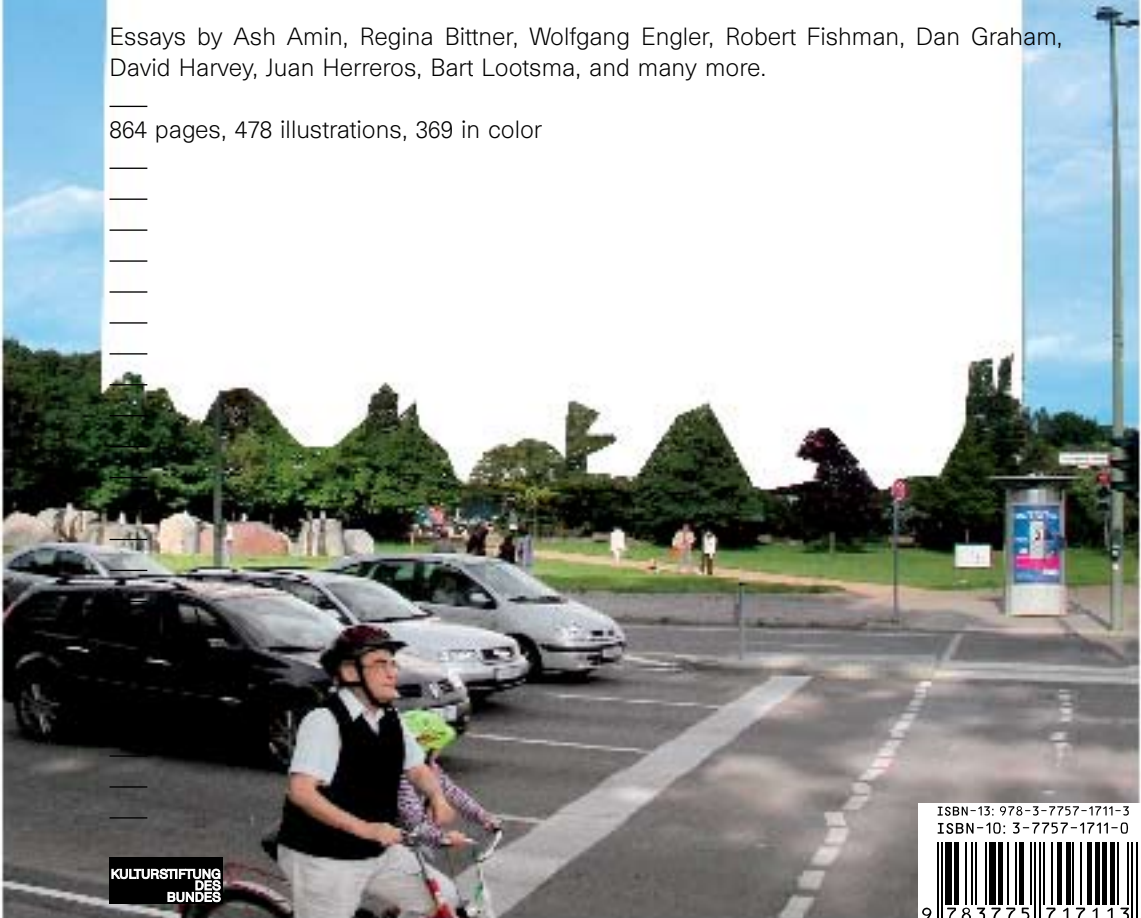 Essays by Ash Amin, Regina Bittner, Wolfgang Engler, Robert Fishman, Dan Graham,
David Harvey, Juan Herreros, Bart Lootsma, and many more.
864 pages, 478 illustrations, 369 in color
KULTURSTIFTUNG
DES
BUNDES
ISBN-13: 978-3-7757-1711-3
ISBN-10: 3-7757-1711-0
9 783775 717113